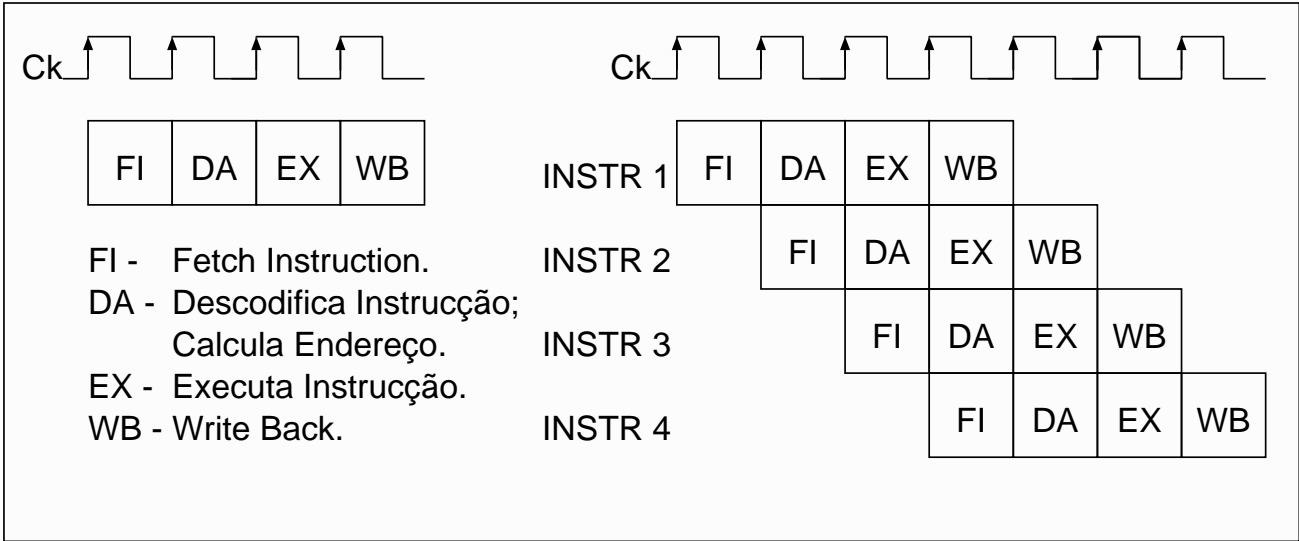 Ck
FI DA EX WB
FI - Fetch Instruction.
DA - Descodifica Instrucção;
Calcula Endereço.
EX - Executa Instrucção.
WB - Write Back.
Ck
INSTR 1 FI DA EX WB
INSTR 2 FI DA EX WB
INSTR 3 FI DA EX WB
INSTR 4 FI DA EX WB